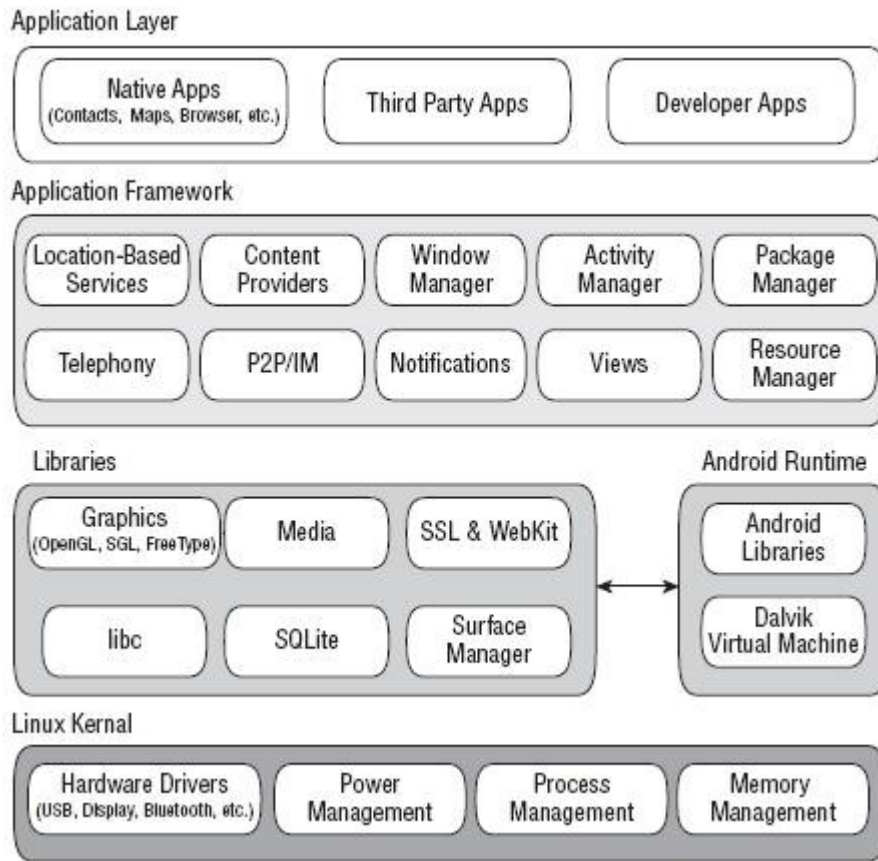 Application Layer
Native Apps
(Contacts, Maps, Browser, etc.)
Third Party Apps
Developer Apps
Application Framework
Location-Based
Services
Content
Providers
Window
Manager
Activity
Manager
Package
Manager
Telephony
P2P/IM
Notifications
Views
Resource
Manager
Libraries
Graphics
(OpenGL, SGL, FreeType)
Media
SSL & WebKit
libc
SQLite
Surface
Manager
Android Runtime
Android
Libraries
Dalvik
Virtual Machine
Linux Kernal
Hardware Drivers
(USB, Display, Bluetooth, etc.)
Power
Management
Process
Management
Memory
Management